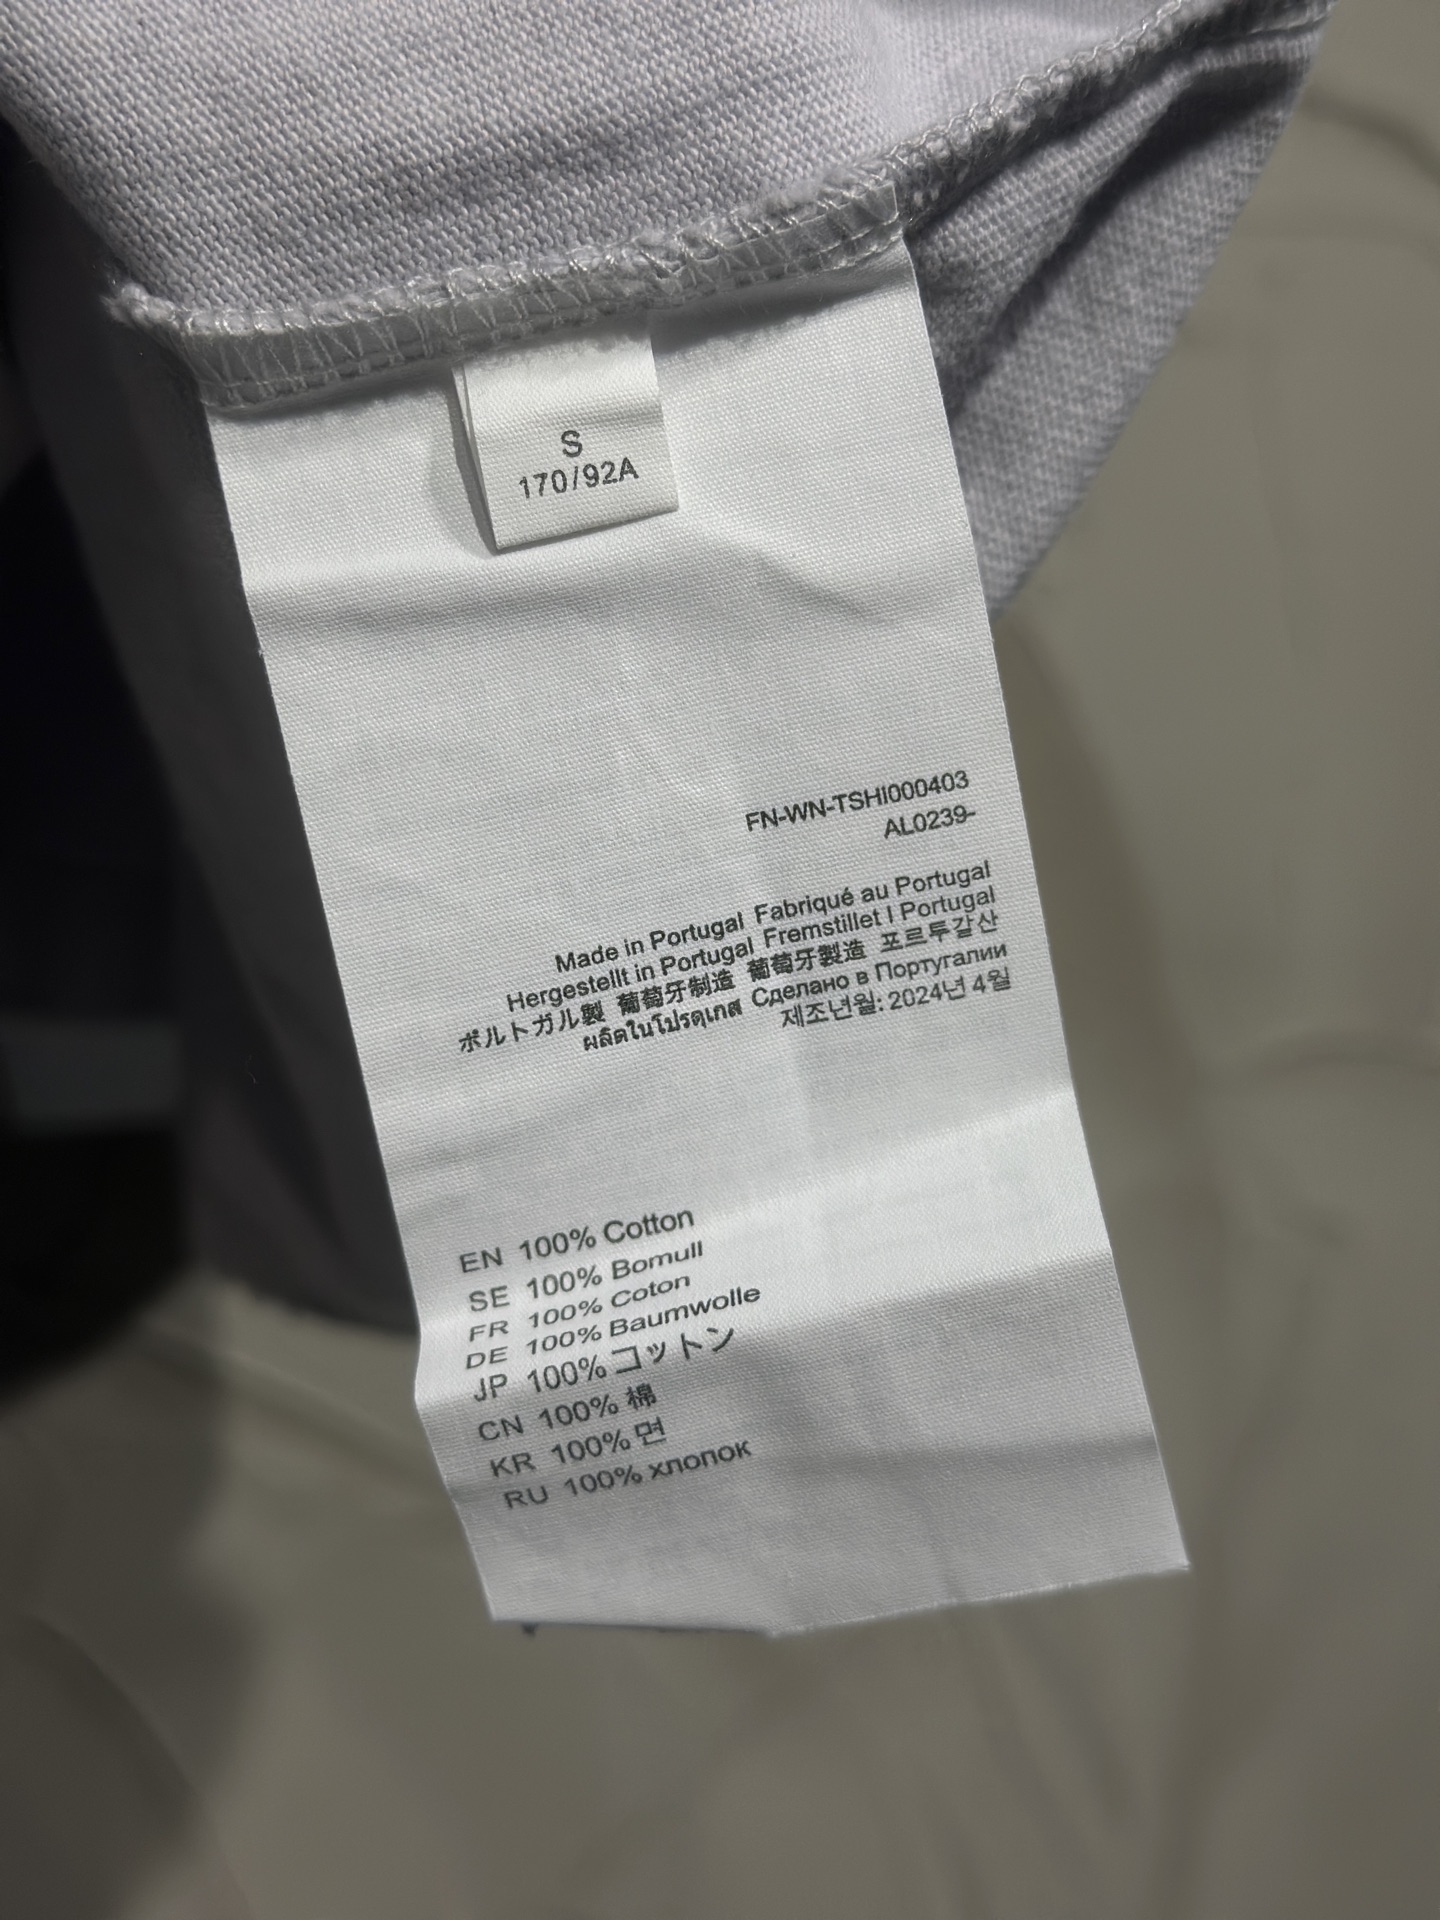 S
170/92A
FN-WN-TSHI000403
AL0239-
Made in Portugal Fabriqué au Portugal
Hergestellt in Portugal Fremstillet I Portugal
ポルトガル製 葡萄牙制造 葡萄牙製造 포르투갈산
ผลิตในโปรตุเกส Сделано в Португалии
제조년월: 2024년 4월
EN 100% Cotton
SE 100% Bomull
FR 100% Coton
DE 100% Baumwolle
JP 100% コットン
CN 100% 棉
KR 100% 면
RU 100% хлопок